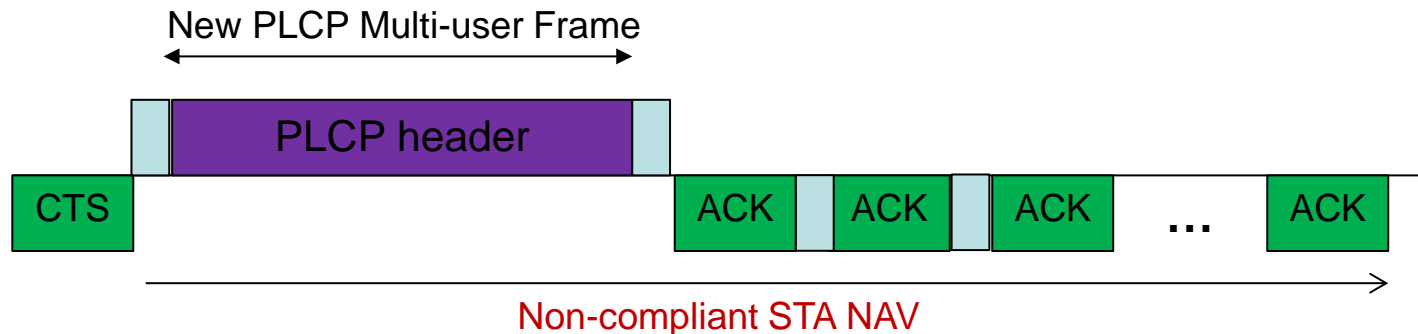 New PLCP Multi-user Frame
PLCP header
CTS
ACK
ACK
ACK
...
ACK
Non-compliant STA NAV